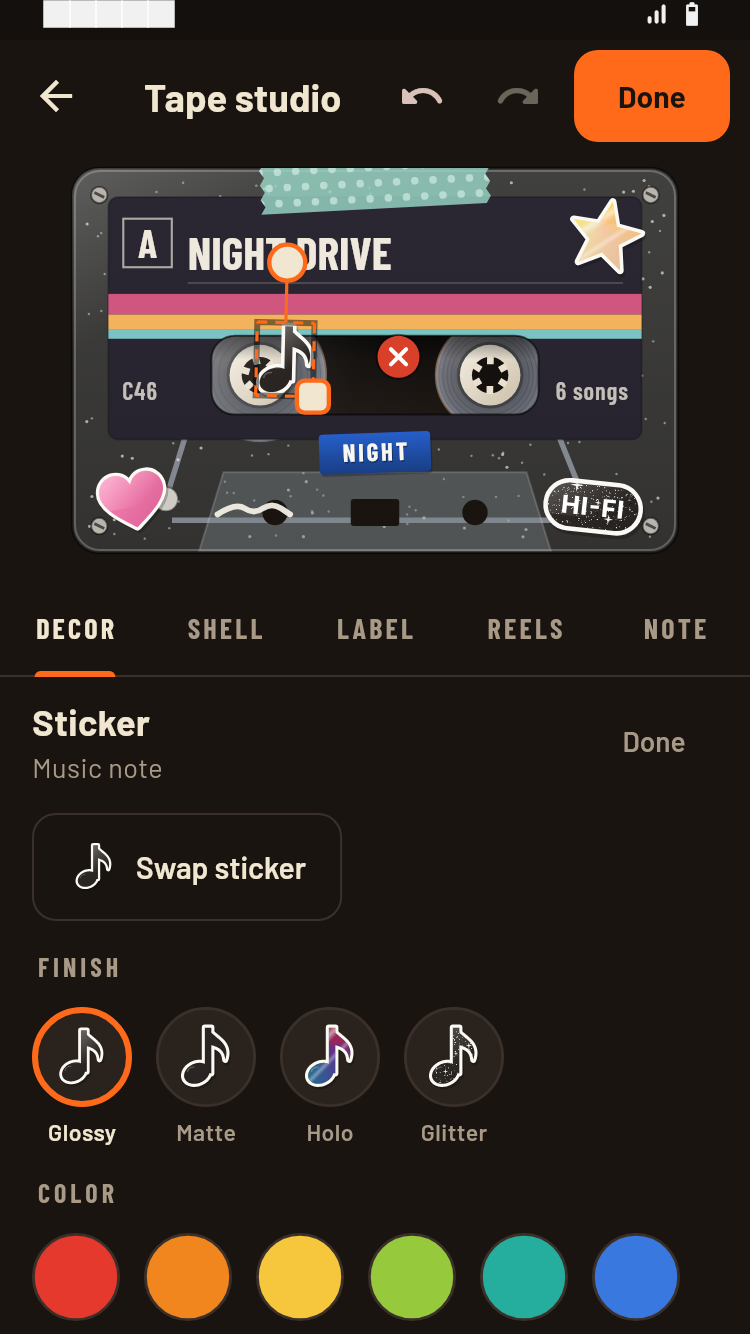 Tape studio
Done
A
NIGHT DRIVE
C46
6 songs
NIGHT
HI-FI
DECOR
SHELL
LABEL
REELS
NOTE
Sticker
Done
Music note
Swap sticker
FINISH
Glossy
Matte
Holo
Glitter
COLOR